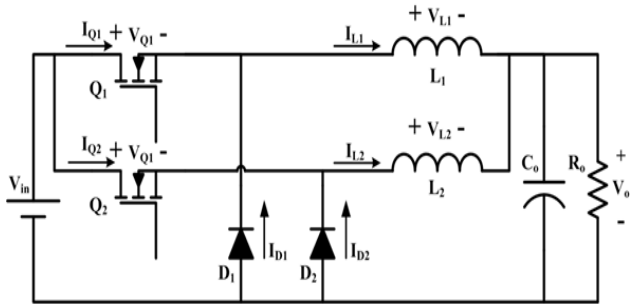 + V_L1 -
I_Q1 + V_Q1 - I_L1
L_1
Q_1
+ V_L2 -
I_Q2 + V_Q1 - I_L2
C_o R_o +
V_in L_2 V_o
Q_2 -
D_1 I_D1 D_2 I_D2